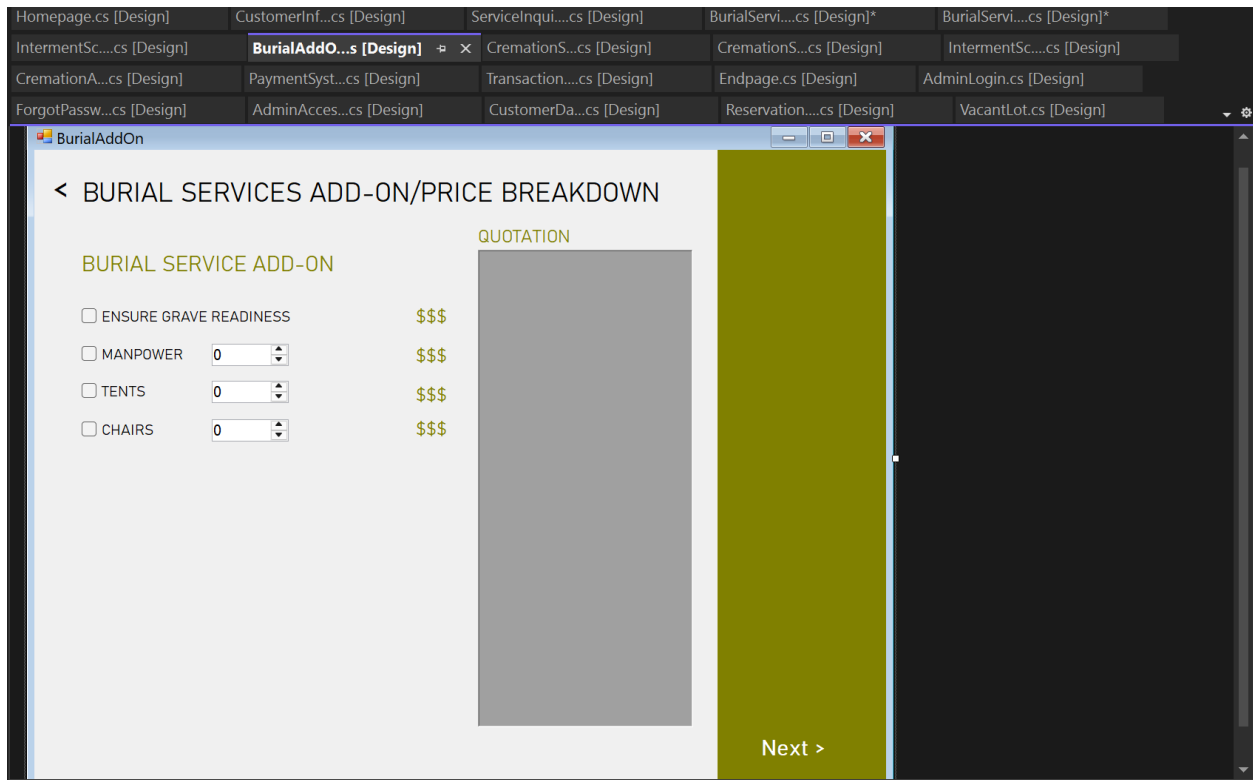 Homepage.cs [Design] CustomerInf...cs [Design] ServiceInqui....cs [Design] BurialServi....cs [Design]* BurialServi....cs [Design]*
IntermentSc....cs [Design] BurialAddO...s [Design] CremationS...cs [Design] CremationS...cs [Design] IntermentSc....cs [Design]
CremationA...cs [Design] PaymentSyst...cs [Design] Transaction....cs [Design] Endpage.cs [Design] AdminLogin.cs [Design]
ForgotPassw...cs [Design] AdminAcces...cs [Design] CustomerDa...cs [Design] Reservation....cs [Design] VacantLot.cs [Design]
BurialAddOn
< BURIAL SERVICES ADD-ON/PRICE BREAKDOWN
QUOTATION
BURIAL SERVICE ADD-ON
ENSURE GRAVE READINESS $$$
MANPOWER 0 $$$
TENTS 0 $$$
CHAIRS 0 $$$
Next >